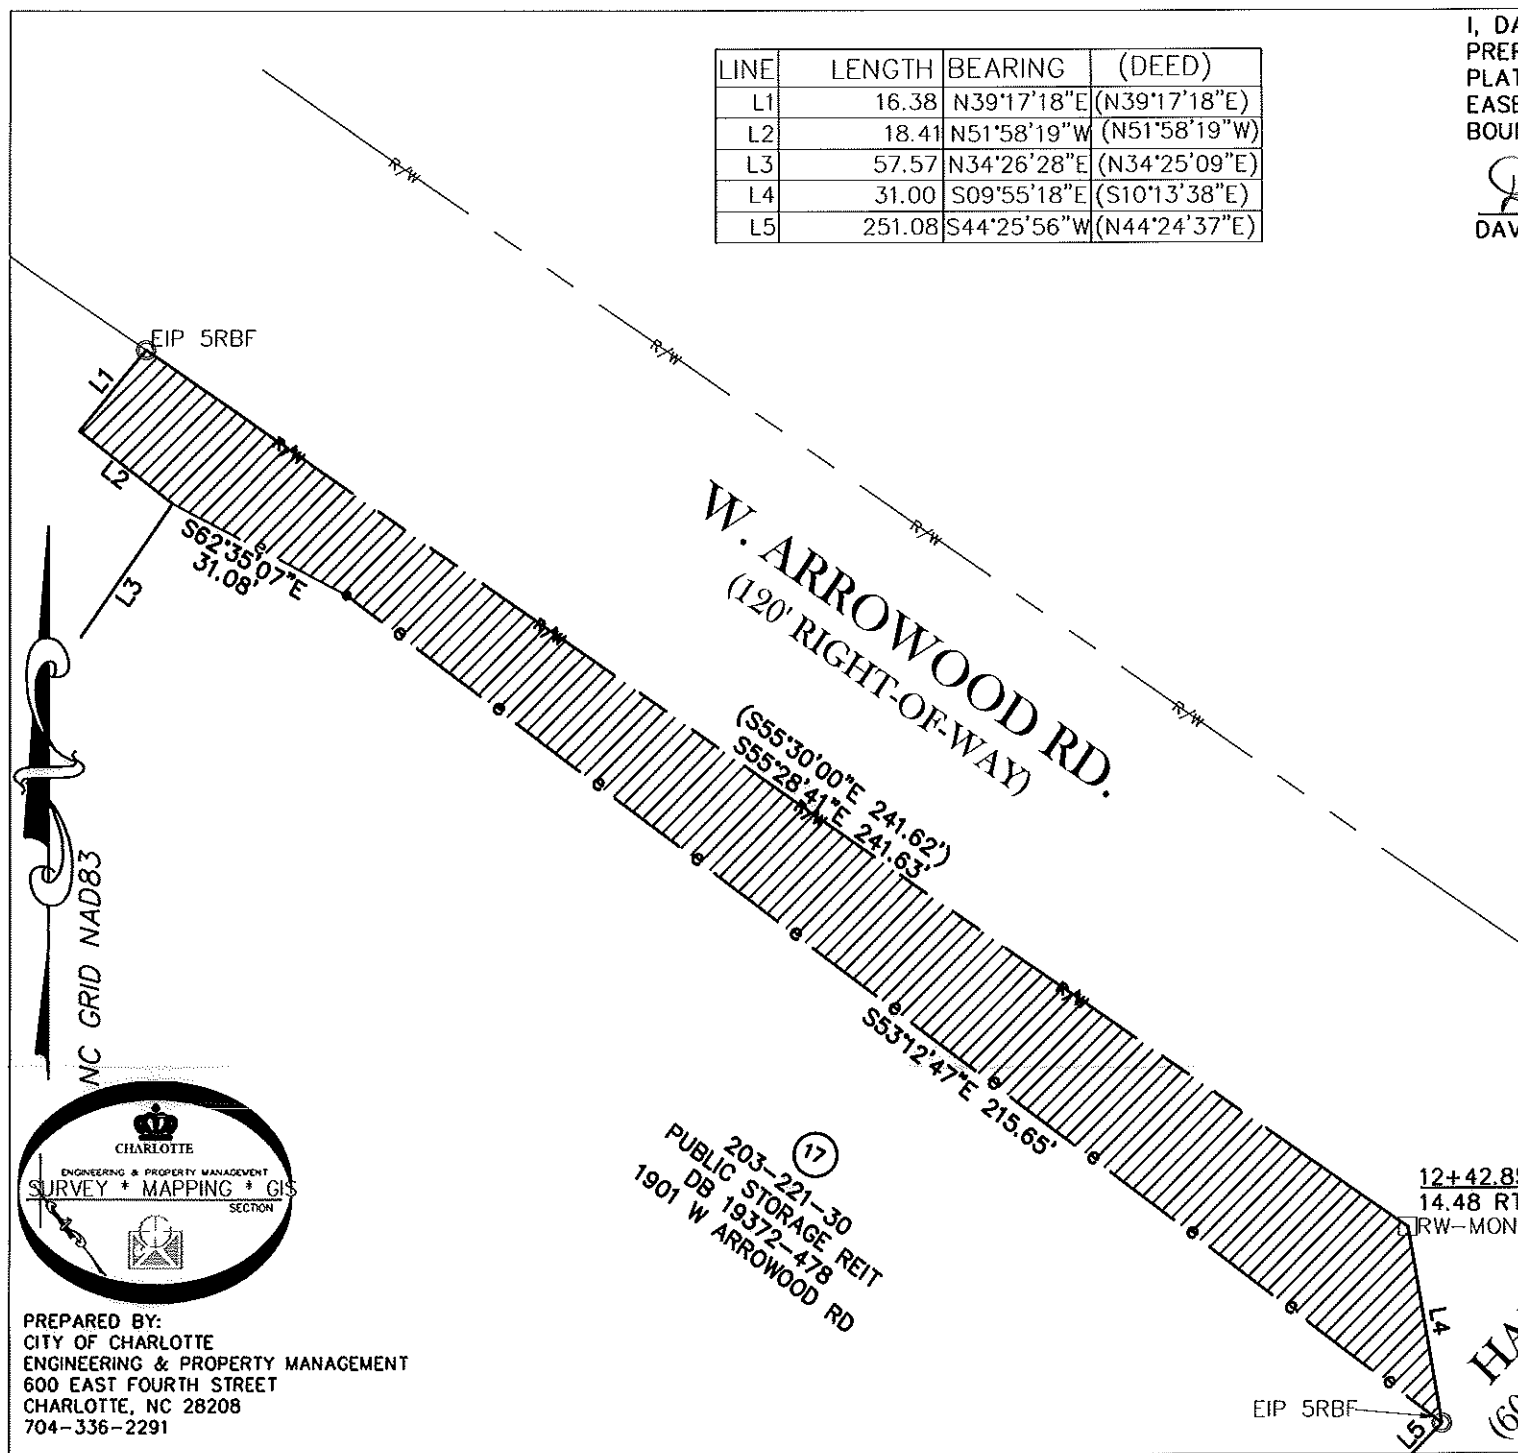 LINE LENGTH BEARING (DEED)
L1 16.38 N39°17'18"E (N39°17'18"E)
L2 18.41 N51°58'19"W (N51°58'19"W)
L3 57.57 N34°26'28"E (N34°25'09"E)
L4 31.00 S09°55'18"E (S10°13'38"E)
L5 251.08 S44°25'56"W (N44°24'37"E)
I, DA
PREP
PLAT
EASE
BOUN
DAV
R/W
EIP 5RBF
L1
R/W
R/W
L2
S62°35'07"E
31.08'
L3
R/W
R/W
W. ARROWOOD RD.
(120' RIGHT-OF-WAY)
R/W
(S55°30'00"E 241.62')
S55°28'41"E 241.63'
R/W
NC GRID NAD83
R/W
S53°12'47"E 215.65'
17
203-221-30
PUBLIC STORAGE REIT
DB 19372-478
1901 W ARROWOOD RD
CHARLOTTE
ENGINEERING & PROPERTY MANAGEMENT
SURVEY * MAPPING * GIS
SECTION
12+42.85
14.48 RT
RW-MON
L4
HA
(60
EIP 5RBF
L5
PREPARED BY:
CITY OF CHARLOTTE
ENGINEERING & PROPERTY MANAGEMENT
600 EAST FOURTH STREET
CHARLOTTE, NC 28208
704-336-2291